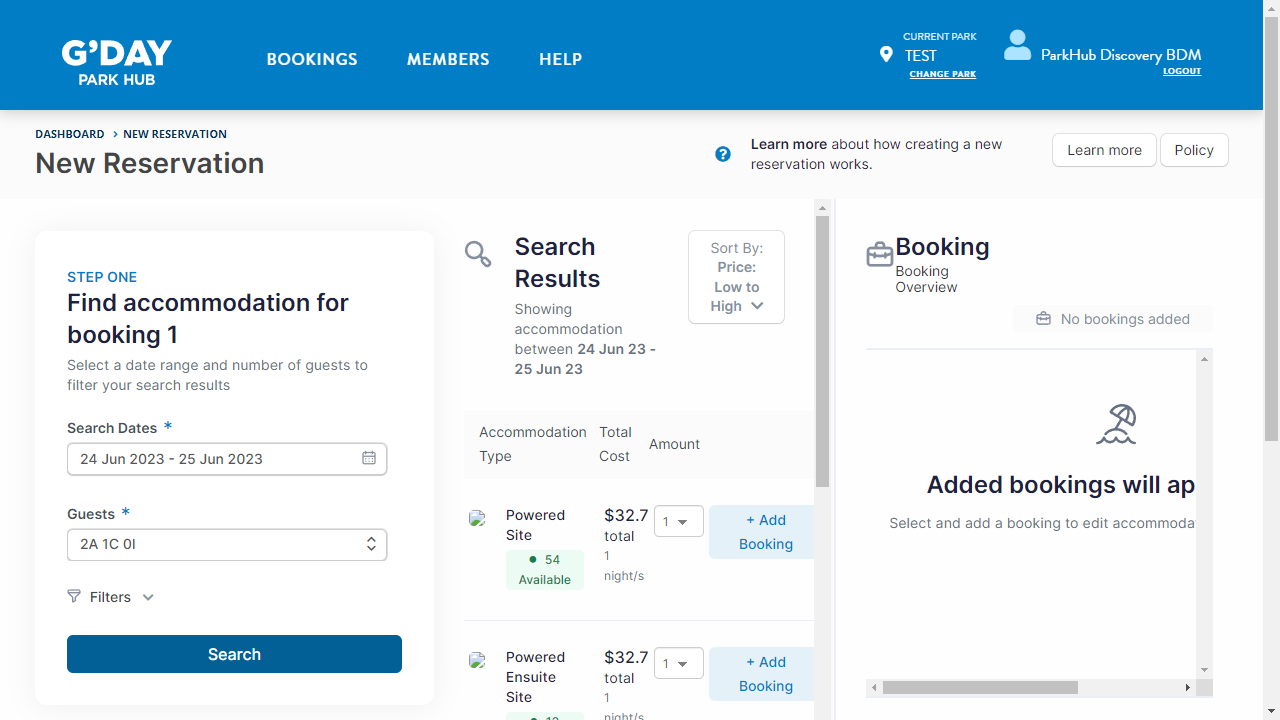 G'DAY
PARK HUB
BOOKINGS
MEMBERS
HELP
CURRENT PARK
TEST
CHANGE PARK
ParkHub Discovery BDM
LOGOUT
DASHBOARD > NEW RESERVATION
New Reservation
Learn more about how creating a new
reservation works.
Learn more
Policy
STEP ONE
Find accommodation for
booking 1
Select a date range and number of guests to
filter your search results
Search Dates *
24 Jun 2023 - 25 Jun 2023
Guests *
2A 1C 0I
Filters
Search
Search
Results
Showing
accommodation
between 24 Jun 23 -
25 Jun 23
Sort By:
Price:
Low to
High
Accommodation
Type
Total
Cost
Amount
Powered
Site
54
Available
$32.7
total
1
night/s
1
+ Add
Booking
Powered
Ensuite
Site
12
$32.7
total
1
night/s
1
+ Add
Booking
Booking
Booking
Overview
No bookings added
Added bookings will ap
Select and add a booking to edit accommoda